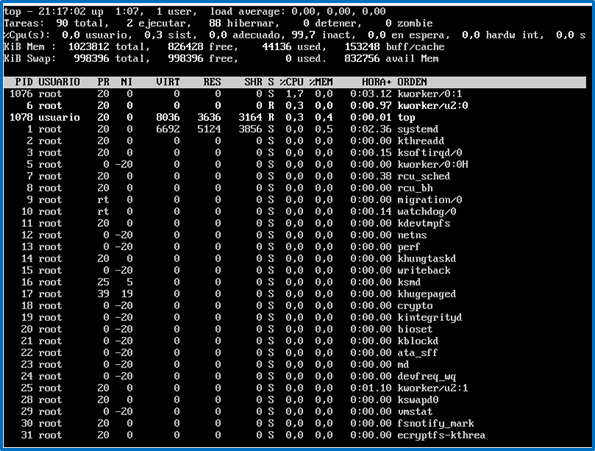 top - 21:17:02 up  1:07,  1 user,  load average: 0,00, 0,00, 0,00
Tareas:  90 total,   2 ejecutar,   88 hibernar,    0 detener,    0 zombie
%Cpu(s):  0,0 usuario,  0,3 sist,  0,0 adecuado, 99,7 inact,  0,0 en espera,  0,0 hardw int,  0,0 s
KiB Mem :  1023812 total,   826428 free,    44136 used,   153248 buff/cache
KiB Swap:   998396 total,   998396 free,        0 used.   832756 avail Mem
PID USUARIO   PR  NI    VIRT    RES    SHR S %CPU %MEM     HORA+ ORDEN
1076 root      20   0       0      0      0 S  1,7  0,0   0:03.12 kworker/0:1
6 root      20   0       0      0      0 R  0,3  0,0   0:00.97 kworker/u2:0
1078 usuario   20   0    8036   3636   3164 R  0,3  0,4   0:00.01 top
1 root      20   0    6692   5124   3856 S  0,0  0,5   0:02.36 systemd
2 root      20   0       0      0      0 S  0,0  0,0   0:00.00 kthreadd
3 root      20   0       0      0      0 S  0,0  0,0   0:00.15 ksoftirqd/0
5 root       0 -20       0      0      0 S  0,0  0,0   0:00.00 kworker/0:0H
7 root      20   0       0      0      0 S  0,0  0,0   0:00.38 rcu_sched
8 root      20   0       0      0      0 S  0,0  0,0   0:00.00 rcu_bh
9 root      rt   0       0      0      0 S  0,0  0,0   0:00.00 migration/0
10 root      rt   0       0      0      0 S  0,0  0,0   0:00.14 watchdog/0
11 root      20   0       0      0      0 S  0,0  0,0   0:00.00 kdevtmpfs
12 root       0 -20       0      0      0 S  0,0  0,0   0:00.00 netns
13 root       0 -20       0      0      0 S  0,0  0,0   0:00.00 perf
14 root      20   0       0      0      0 S  0,0  0,0   0:00.00 khungtaskd
15 root       0 -20       0      0      0 S  0,0  0,0   0:00.00 writeback
16 root      25   5       0      0      0 S  0,0  0,0   0:00.00 ksmd
17 root      39  19       0      0      0 S  0,0  0,0   0:00.00 khugepaged
18 root       0 -20       0      0      0 S  0,0  0,0   0:00.00 crypto
19 root       0 -20       0      0      0 S  0,0  0,0   0:00.00 kintegrityd
20 root       0 -20       0      0      0 S  0,0  0,0   0:00.00 bioset
21 root       0 -20       0      0      0 S  0,0  0,0   0:00.00 kblockd
22 root       0 -20       0      0      0 S  0,0  0,0   0:00.00 ata_sff
23 root       0 -20       0      0      0 S  0,0  0,0   0:00.00 md
24 root       0 -20       0      0      0 S  0,0  0,0   0:00.00 devfreq_wq
25 root      20   0       0      0      0 S  0,0  0,0   0:01.10 kworker/u2:1
28 root      20   0       0      0      0 S  0,0  0,0   0:00.00 kswapd0
29 root       0 -20       0      0      0 S  0,0  0,0   0:00.00 vmstat
30 root      20   0       0      0      0 S  0,0  0,0   0:00.00 fsnotify_mark
31 root      20   0       0      0      0 S  0,0  0,0   0:00.00 ecryptfs-kthrea